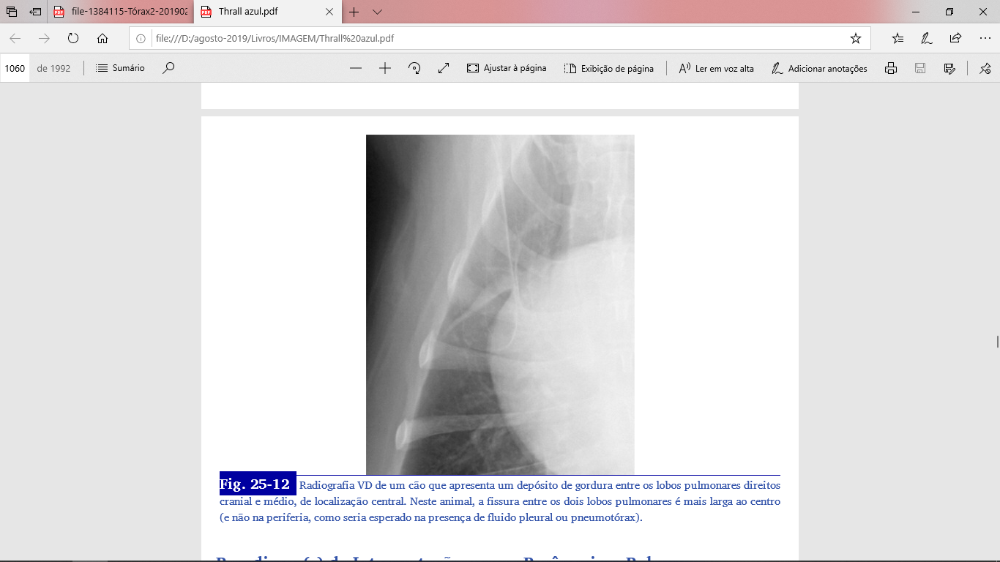 file-1384115-Tórax2-201902
Thrall azul.pdf
file:///D:/agosto-2019/Livros/IMAGEM/Thrall%20azul.pdf
1060 de 1992 Sumário Ajustar à página Exibição de página Ler em voz alta Adicionar anotações
Fig. 25-12 Radiografia VD de um cão que apresenta um depósito de gordura entre os lobos pulmonares direitos
cranial e médio, de localização central. Neste animal, a fissura entre os dois lobos pulmonares é mais larga ao centro
(e não na periferia, como seria esperado na presença de fluido pleural ou pneumotórax).